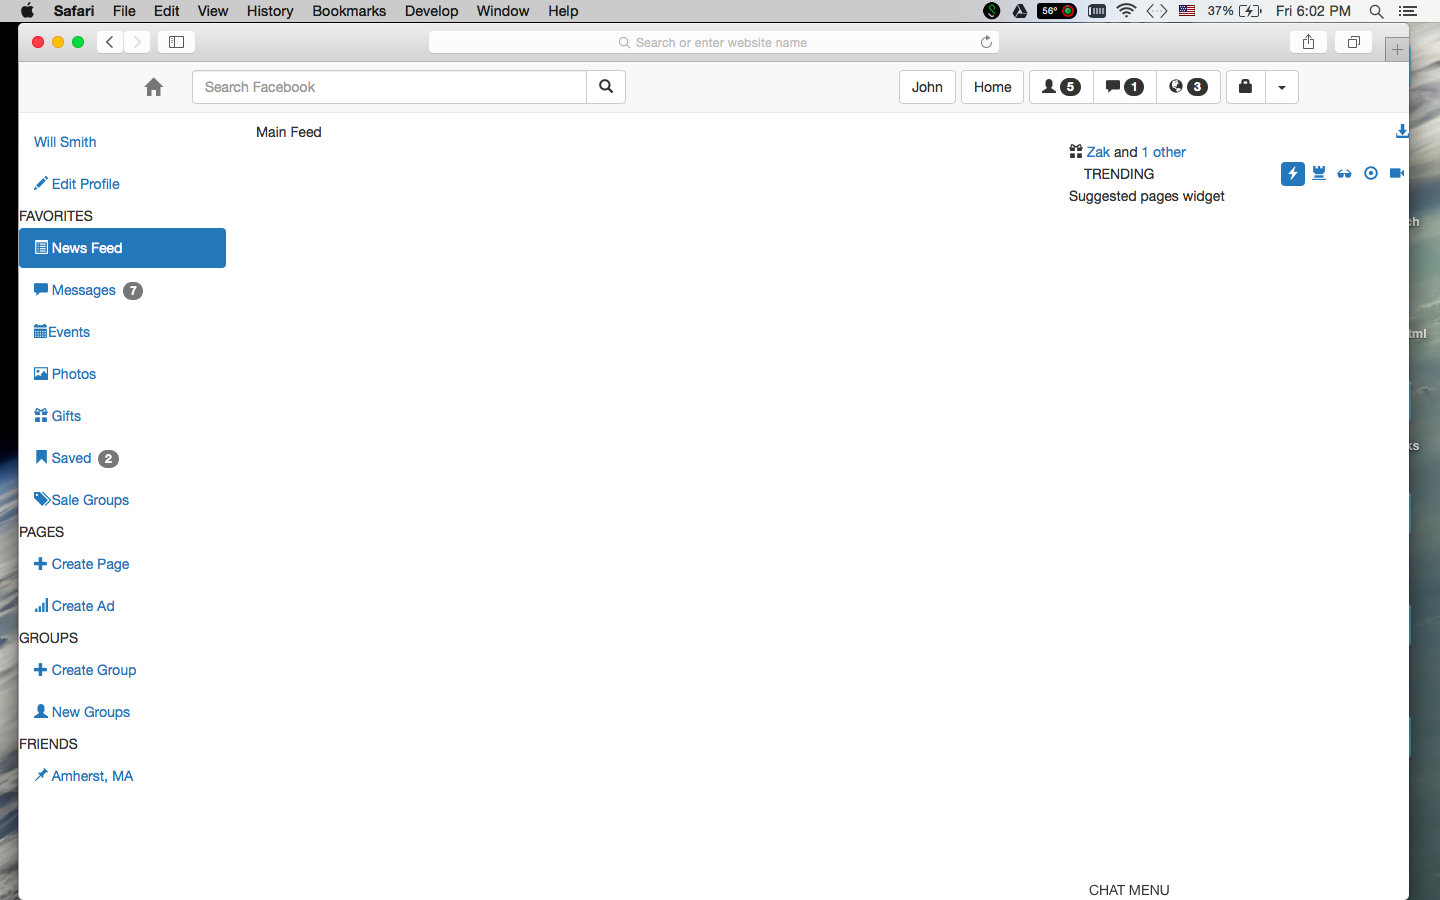 Safari File Edit View History Bookmarks Develop Window Help 56° 37% Fri 6:02 PM
Search or enter website name
Search Facebook John Home 5 1 3
Will Smith
Edit Profile
FAVORITES
News Feed
Messages 7
Events
Photos
Gifts
Saved 2
Sale Groups
PAGES
Create Page
Create Ad
GROUPS
Create Group
New Groups
FRIENDS
Amherst, MA
Main Feed
Zak and 1 other
TRENDING
Suggested pages widget
CHAT MENU
ch
tml
ks